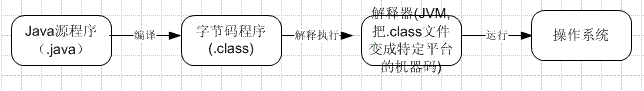 Java源程序
（.java）
编译
字节码程序
(.class)
解释执行
解释器(JVM,
把.class文件
变成特定平台
的机器码)
运行
操作系统